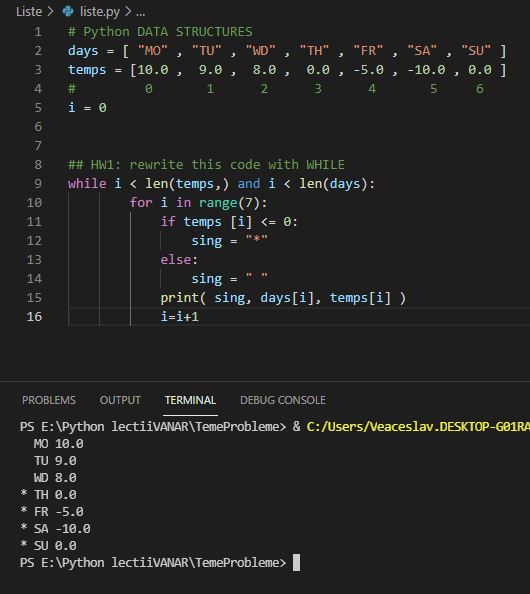 Liste > liste.py > ...
1 # Python DATA STRUCTURES
2 days = [ "MO" , "TU" , "WD" , "TH" , "FR" , "SA" , "SU" ]
3 temps = [10.0 , 9.0 , 8.0 , 0.0 , -5.0 , -10.0 , 0.0 ]
4 # 0 1 2 3 4 5 6
5 i = 0
6
7
8 ## HW1: rewrite this code with WHILE
9 while i < len(temps,) and i < len(days):
10 for i in range(7):
11 if temps [i] <= 0:
12 sing = "*"
13 else:
14 sing = " "
15 print( sing, days[i], temps[i] )
16 i=i+1
PROBLEMS OUTPUT TERMINAL DEBUG CONSOLE
PS E:\Python lectiiVANAR\TemeProbleme> & C:/Users/Veaceslav.DESKTOP-G01RA
MO 10.0
TU 9.0
WD 8.0
* TH 0.0
* FR -5.0
* SA -10.0
* SU 0.0
PS E:\Python lectiiVANAR\TemeProbleme>